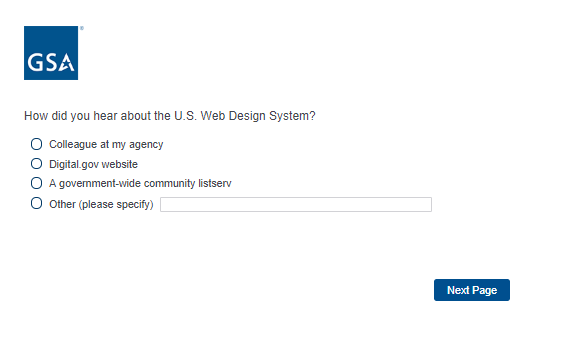 GSA
How did you hear about the U.S. Web Design System?
Colleague at my agency
Digital.gov website
A government-wide community listserv
Other (please specify)
Next Page